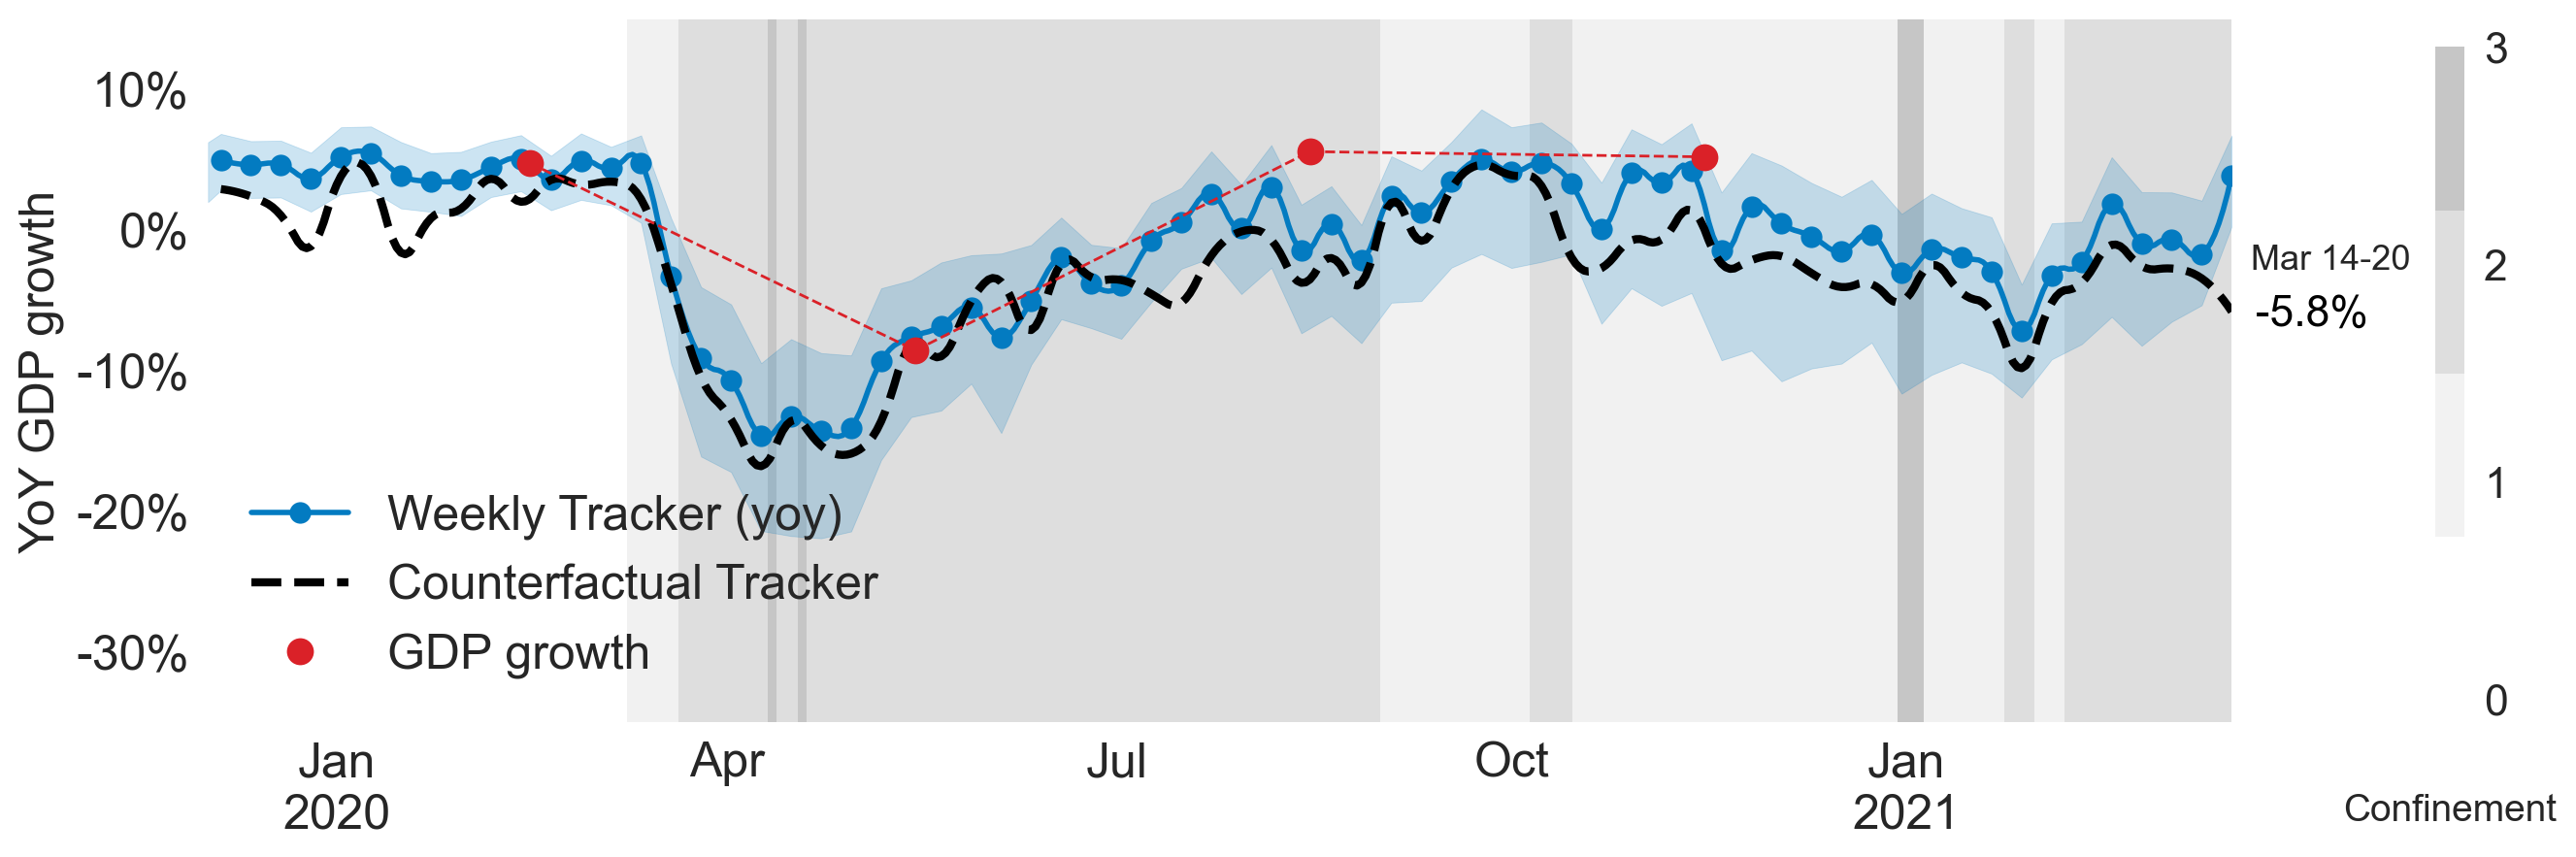 YoY GDP growth
10%
0%
-10%
-20%
-30%
Weekly Tracker (yoy)
Counterfactual Tracker
GDP growth
Jan
2020
Apr
Jul
Oct
Jan
2021
Mar 14-20
-5.8%
3
2
1
0
Confinement